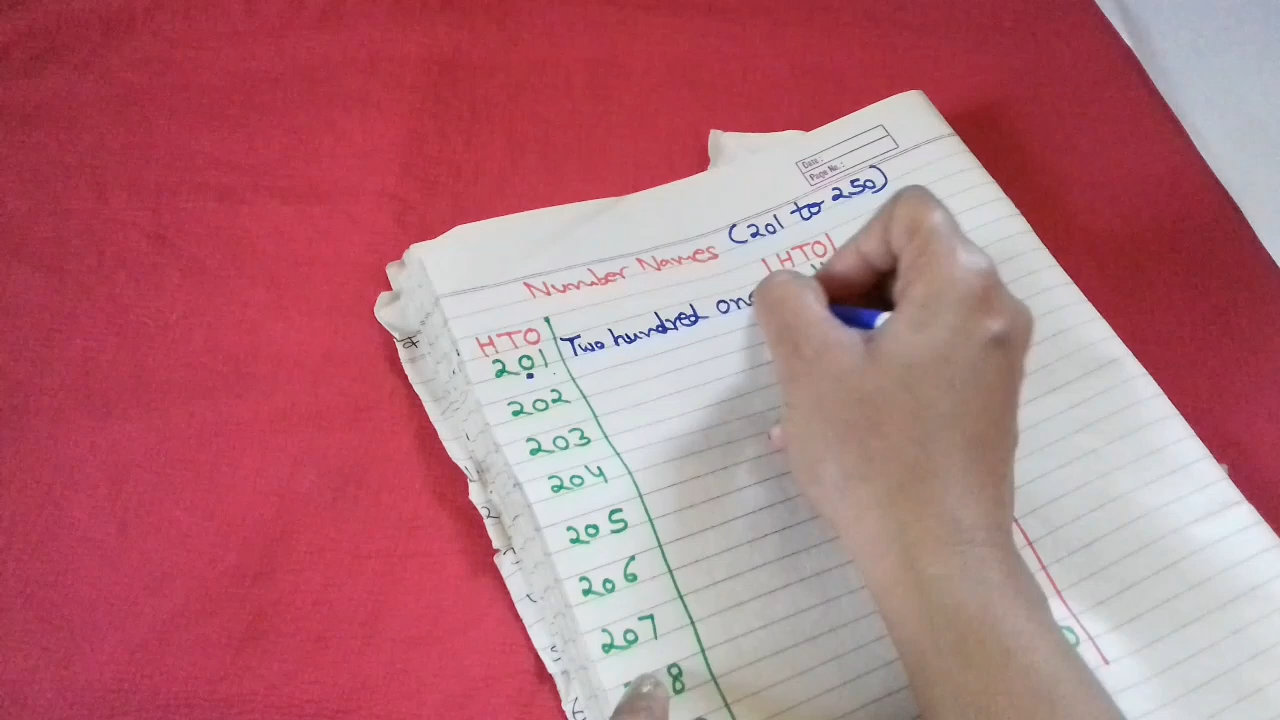 Date:
Page No.:
Number Names (201 to 250)
HTO
HTO
201 Two hundred one
202
203
204
205
206
207
8